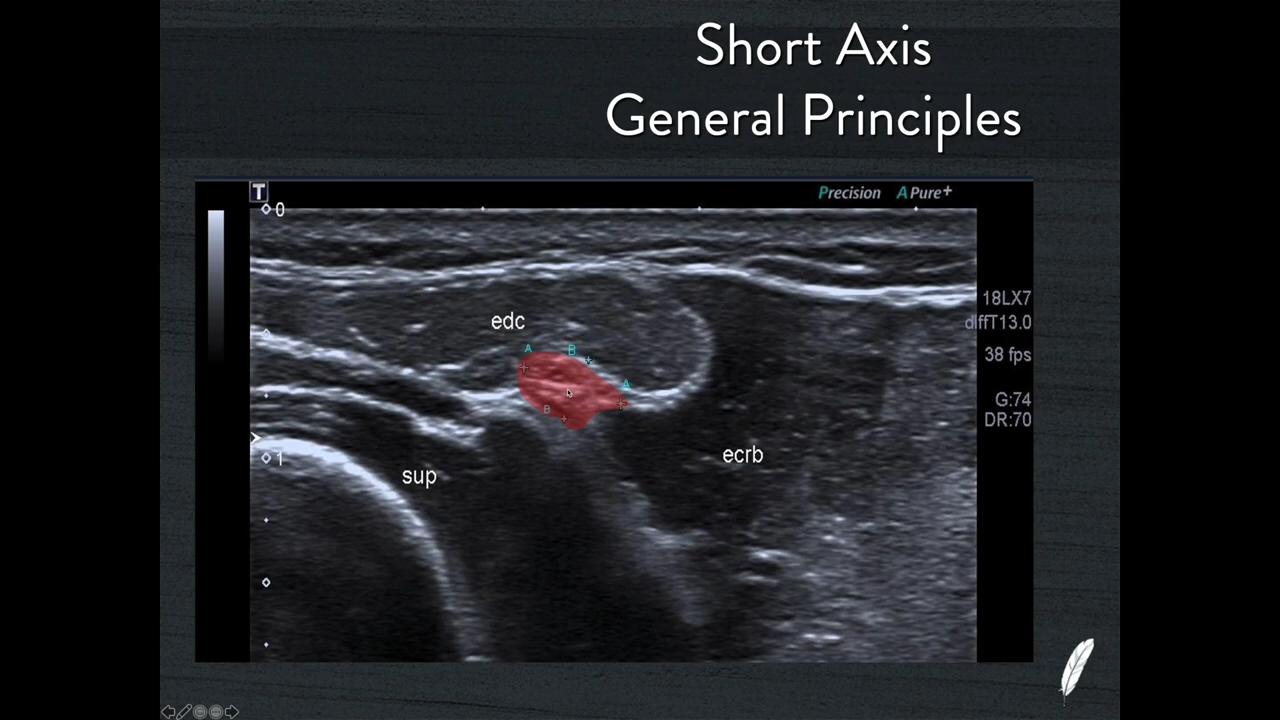 Short Axis
General Principles
T
Precision A Pure+
0
18LX7
diffT13.0
edc
A
B
38 fps
A
G:74
B
DR:70
ecrb
1
sup